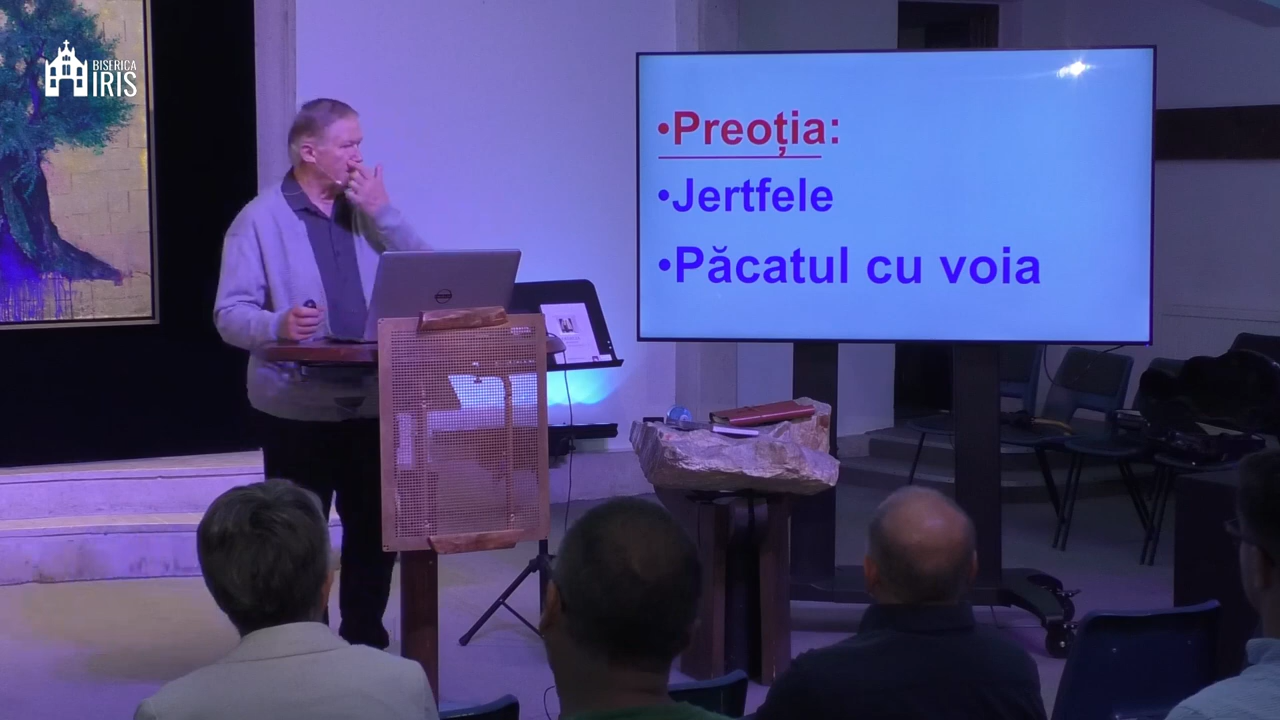 BISERICA
IRIS
•Preoția:
•Jertfele
•Păcatul cu voia